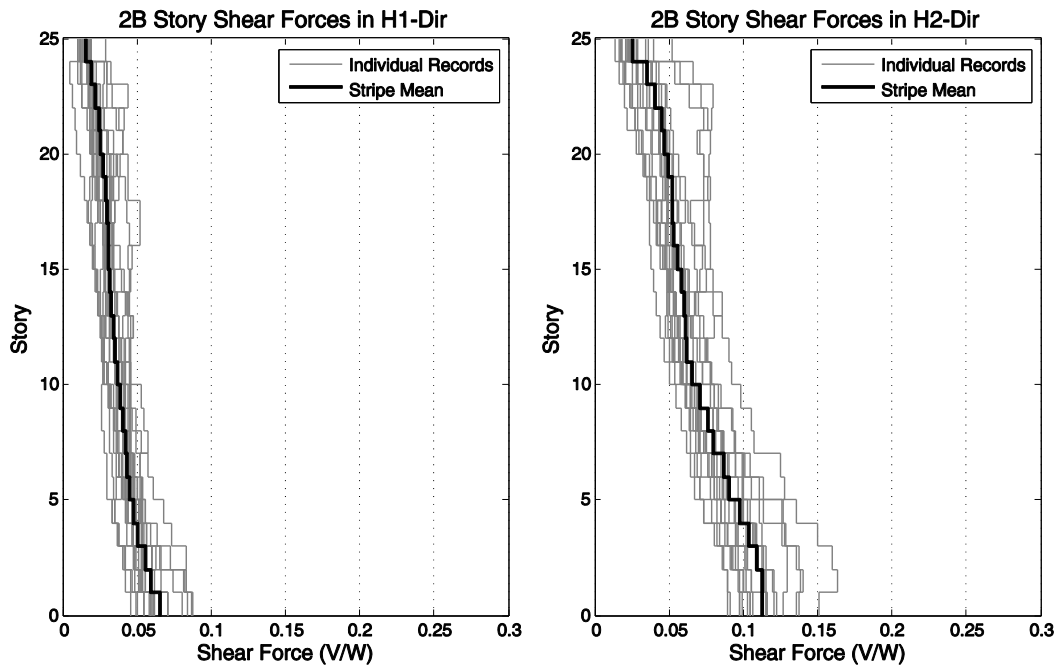 2B Story Shear Forces in H1-Dir
25
20
15
10
5
0
Story
Individual Records
Stripe Mean
0
0.05
0.1
0.15
0.2
0.25
0.3
Shear Force (V/W)
2B Story Shear Forces in H2-Dir
25
20
15
10
5
0
Story
Individual Records
Stripe Mean
0
0.05
0.1
0.15
0.2
0.25
0.3
Shear Force (V/W)